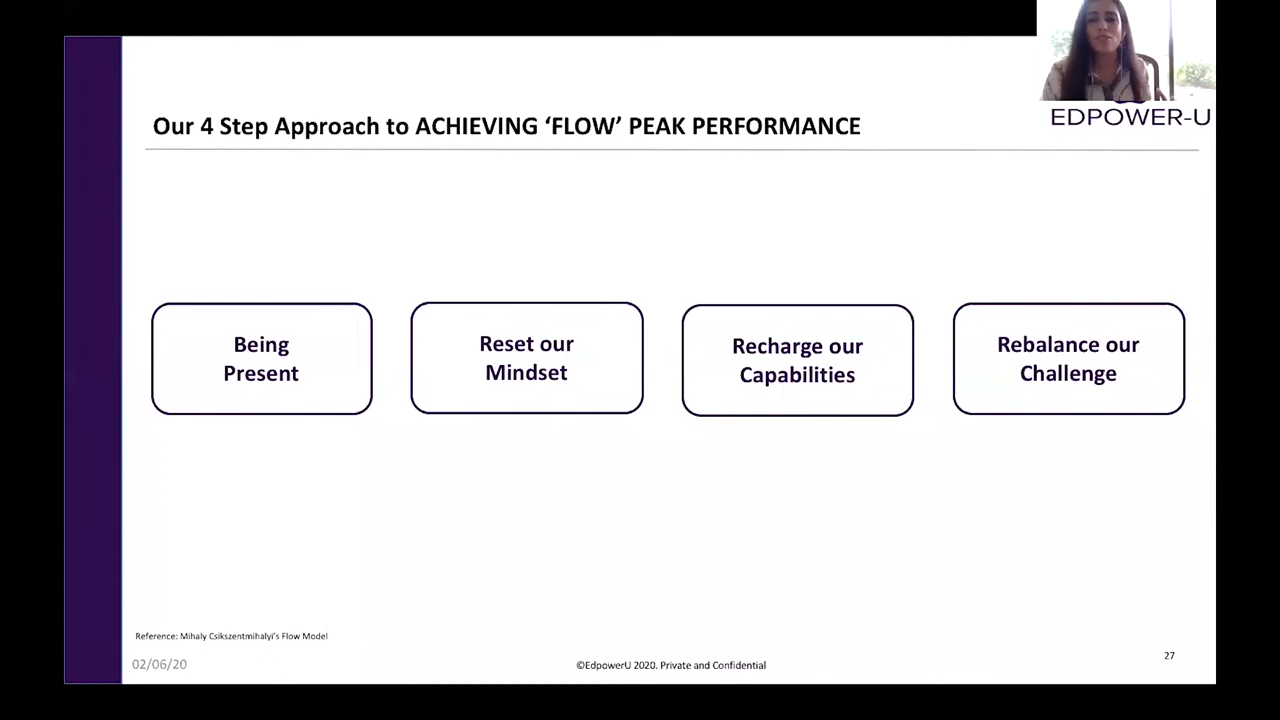 EDPOWER-U
Our 4 Step Approach to ACHIEVING ‘FLOW’ PEAK PERFORMANCE
Being
Present
Reset our
Mindset
Recharge our
Capabilities
Rebalance our
Challenge
Reference: Mihaly Csikszentmihalyi's Flow Model
02/06/20
©EdpowerU 2020. Private and Confidential
27